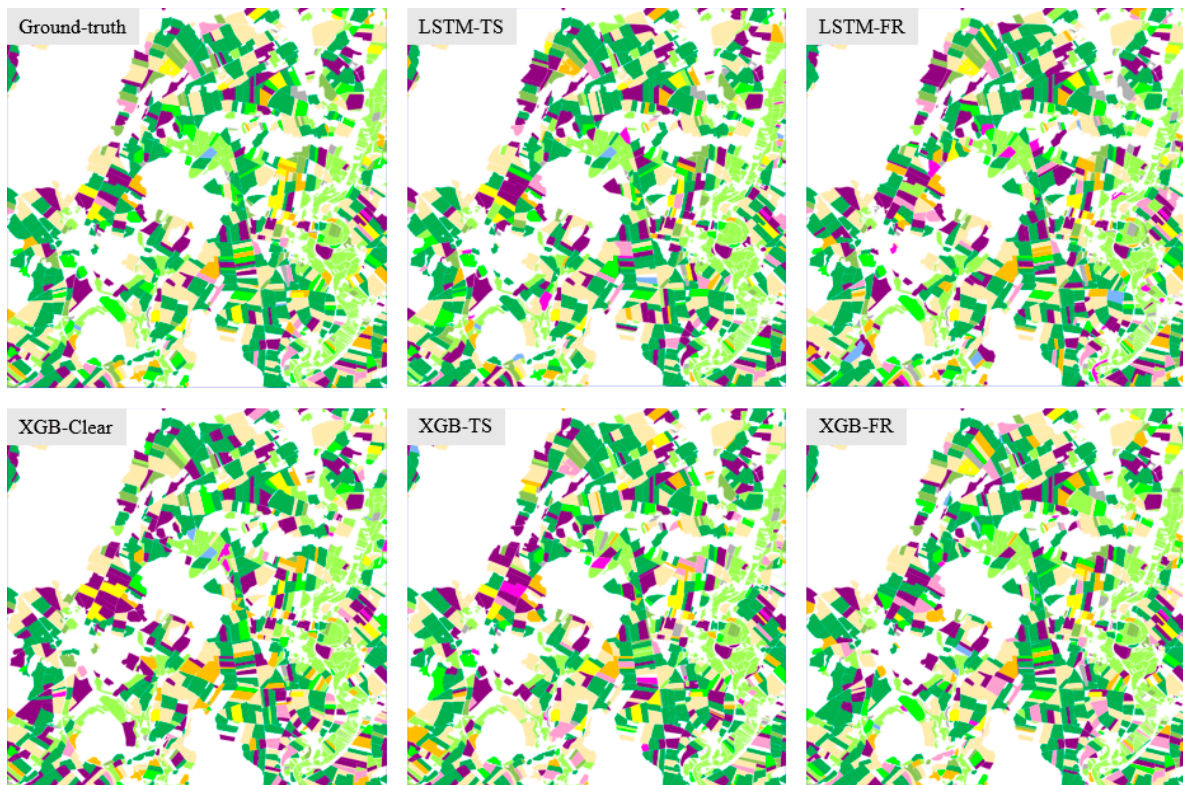 Ground-truth
LSTM-TS
LSTM-FR
XGB-Clear
XGB-TS
XGB-FR